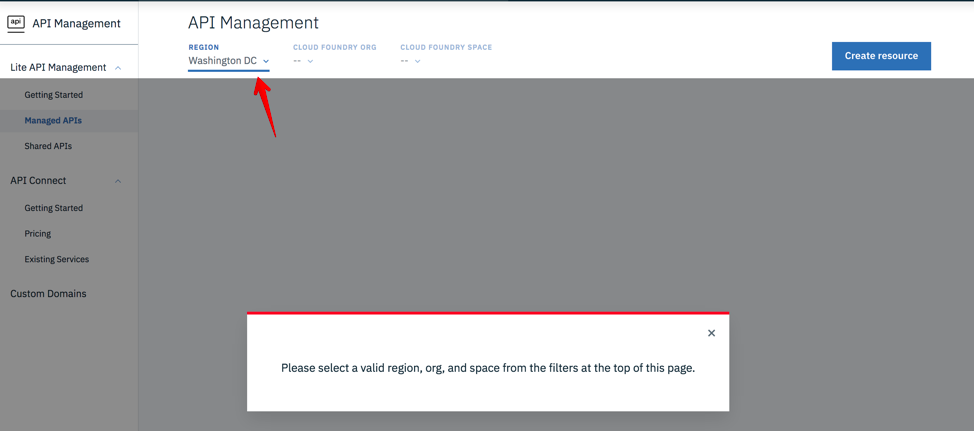 api API Management
Lite API Management
Getting Started
Managed APIs
Shared APIs
API Connect
Getting Started
Pricing
Existing Services
Custom Domains
API Management
REGION CLOUD FOUNDRY ORG CLOUD FOUNDRY SPACE
Washington DC -- --
Create resource
Please select a valid region, org, and space from the filters at the top of this page.